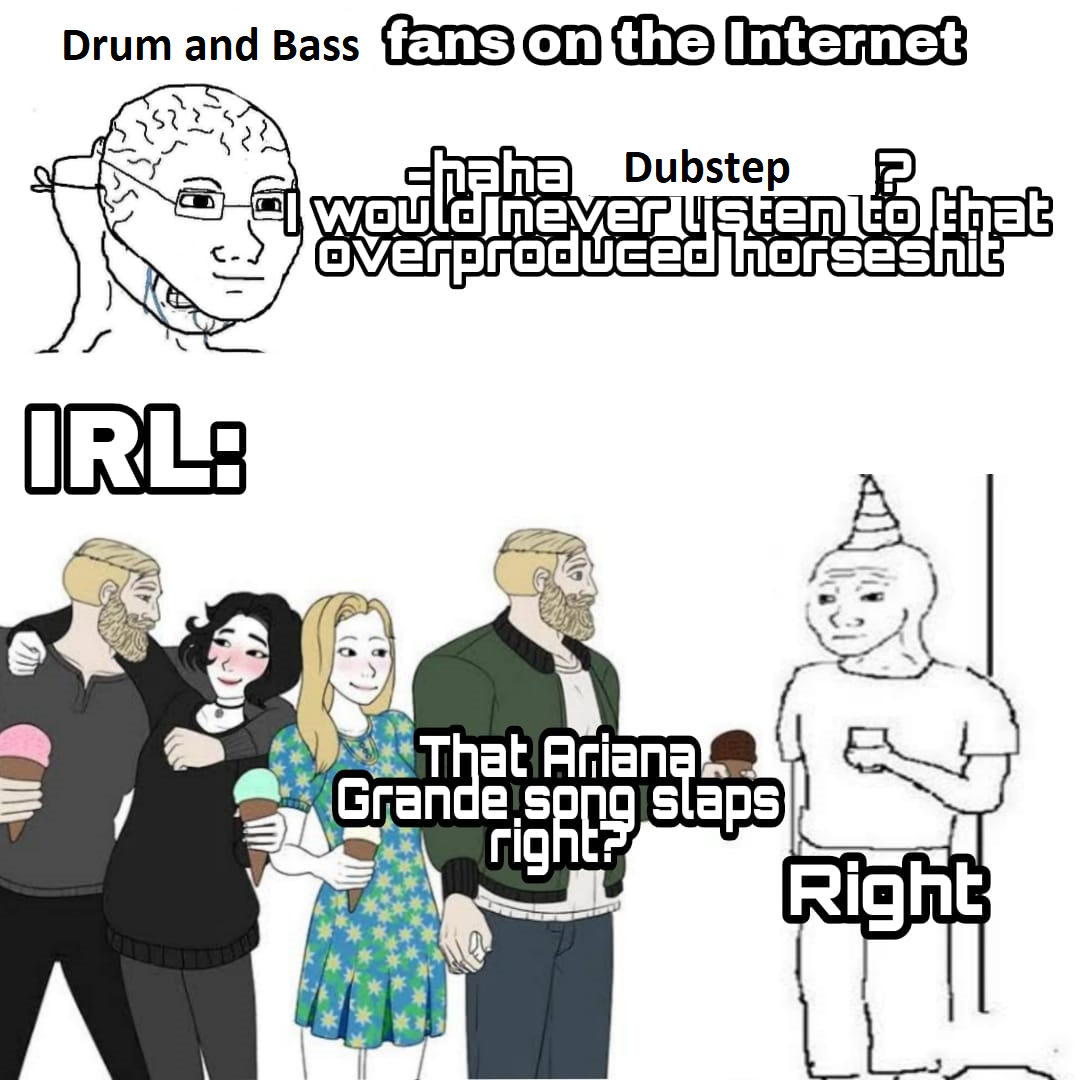 Drum and Bass fans on the Internet
-haha Dubstep ?
I would never listen to that
overproduced horseshit
IRL:
That Ariana
Grande song slaps
right?
Right